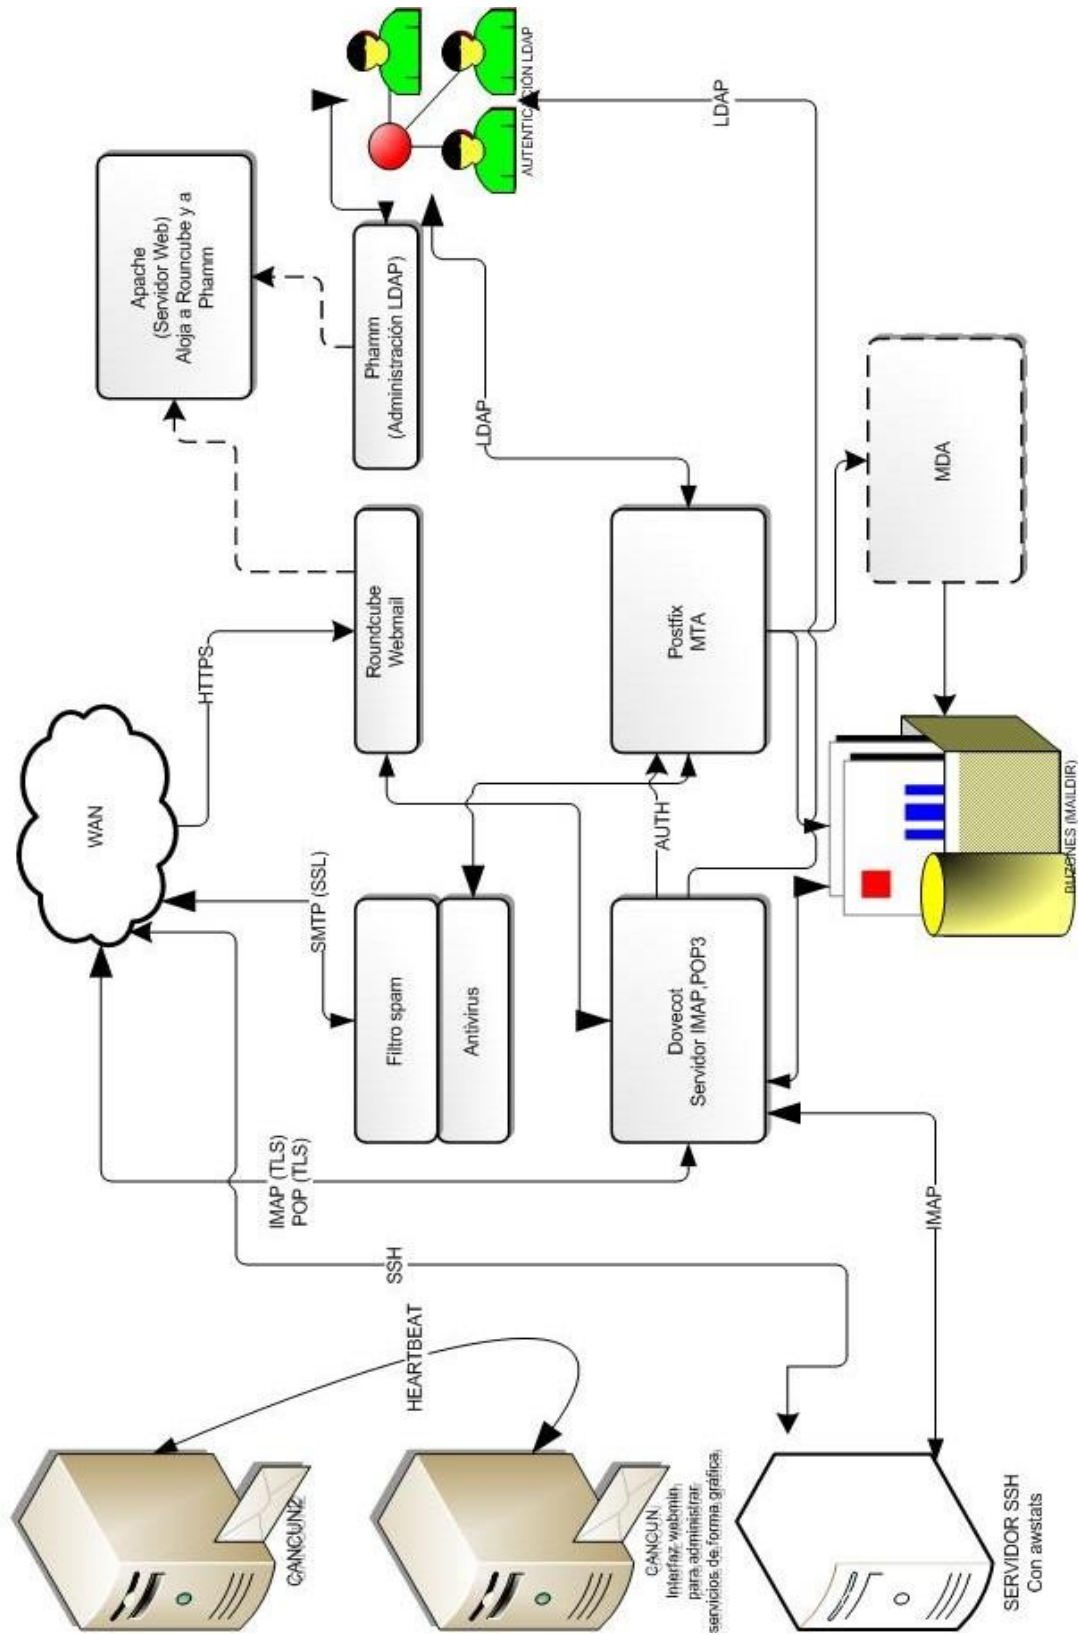 CANCUN2
HEARTBEAT
CANCUN,
Interfaz webmin
para administrar
servicios de forma gráfica,
SERVIDOR SSH
Con awstats
SSH
IMAP (TLS)
POP (TLS)
IMAP
WAN
SMTP (SSL)
HTTPS
Filtro spam
Antivirus
Dovecot
Servidor IMAP,POP3
AUTH
Roundcube
Webmail
Postfix
MTA
BUZONES (MAILDIR)
Apache
(Servidor Web)
Aloja a Rouncube y a
Phamm
Phamm
(Administración LDAP)
LDAP
MDA
AUTENTICACIÓN LDAP
LDAP